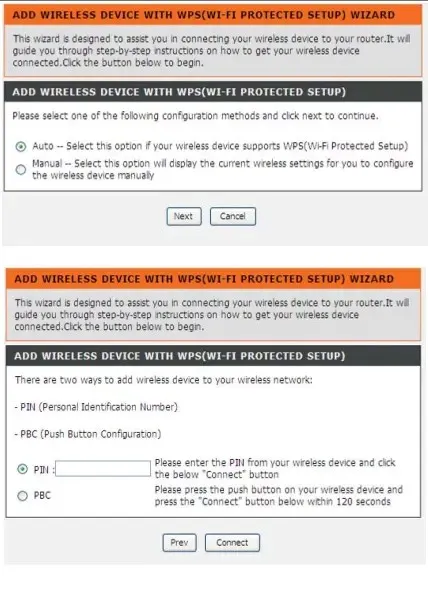 ADD WIRELESS DEVICE WITH WPS(WI-FI PROTECTED SETUP) WIZARD
This wizard is designed to assist you in connecting your wireless device to your router.It will
guide you through step-by-step instructions on how to get your wireless device
connected.Click the button below to begin.
ADD WIRELESS DEVICE WITH WPS(WI-FI PROTECTED SETUP)
Please select one of the following configuration methods and click next to continue.
Auto -- Select this option if your wireless device supports WPS(Wi-Fi Protected Setup)
Manual -- Select this option will display the current wireless settings for you to configure
the wireless device manually
Next Cancel
ADD WIRELESS DEVICE WITH WPS(WI-FI PROTECTED SETUP) WIZARD
This wizard is designed to assist you in connecting your wireless device to your router.It will
guide you through step-by-step instructions on how to get your wireless device
connected.Click the button below to begin.
ADD WIRELESS DEVICE WITH WPS(WI-FI PROTECTED SETUP)
There are two ways to add wireless device to your wireless network:
- PIN (Personal Identification Number)
- PBC (Push Button Configuration)
PIN : Please enter the PIN from your wireless device and click
the below "Connect" button
PBC Please press the push button on your wireless device and
press the "Connect" button below within 120 seconds
Prev Connect